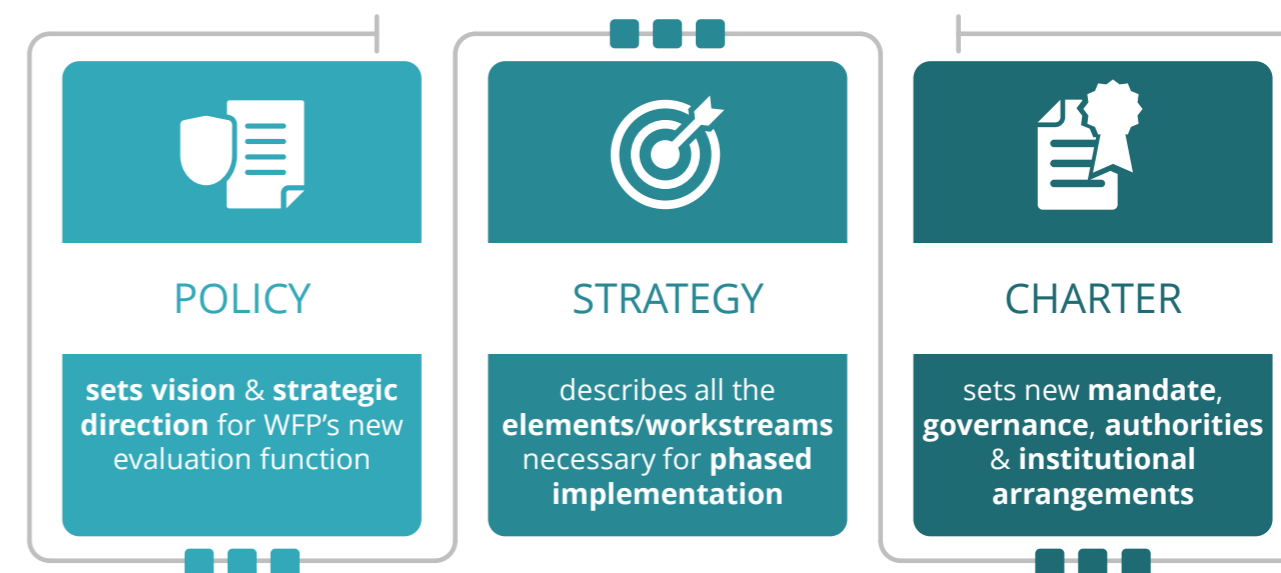 POLICY
sets vision & strategic
direction for WFP’s new
evaluation function
STRATEGY
describes all the
elements/workstreams
necessary for phased
implementation
CHARTER
sets new mandate,
governance, authorities
& institutional
arrangements